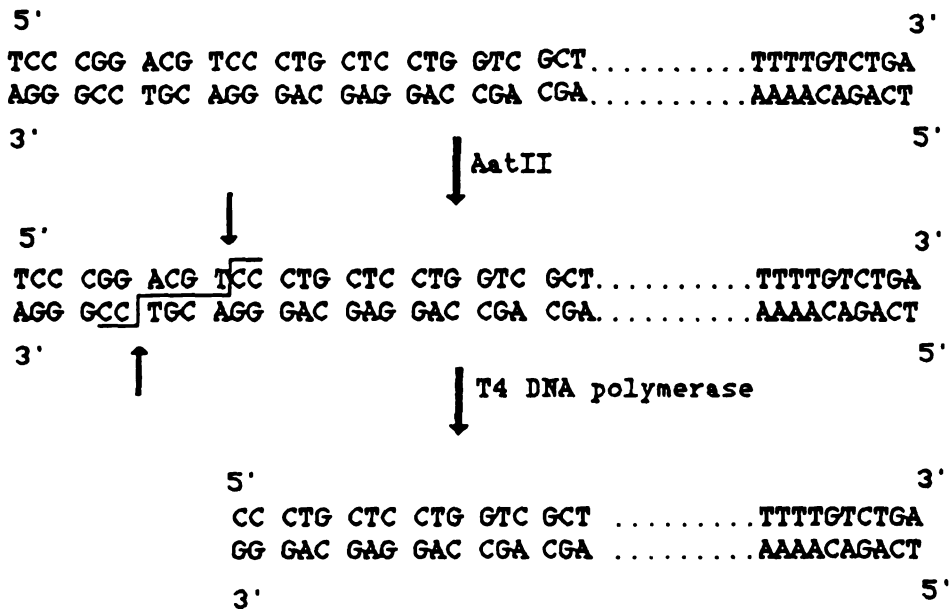 5' 3'
TCC CGG ACG TCC CTG CTC CTG GTC GCT..............TTTTGTCTGA
AGG GCC TGC AGG GAC GAG GAC CGA CGA..............AAAACAGACT
3' 5'
AatII
5' 3'
TCC CGG ACG TCC CTG CTC CTG GTC GCT..............TTTTGTCTGA
AGG GCC TGC AGG GAC GAG GAC CGA CGA..............AAAACAGACT
3' 5'
T4 DNA polymerase
5' 3'
CC CTG CTC CTG GTC GCT ............TTTTGTCTGA
GG GAC GAG GAC CGA CGA ............AAAACAGACT
3' 5'